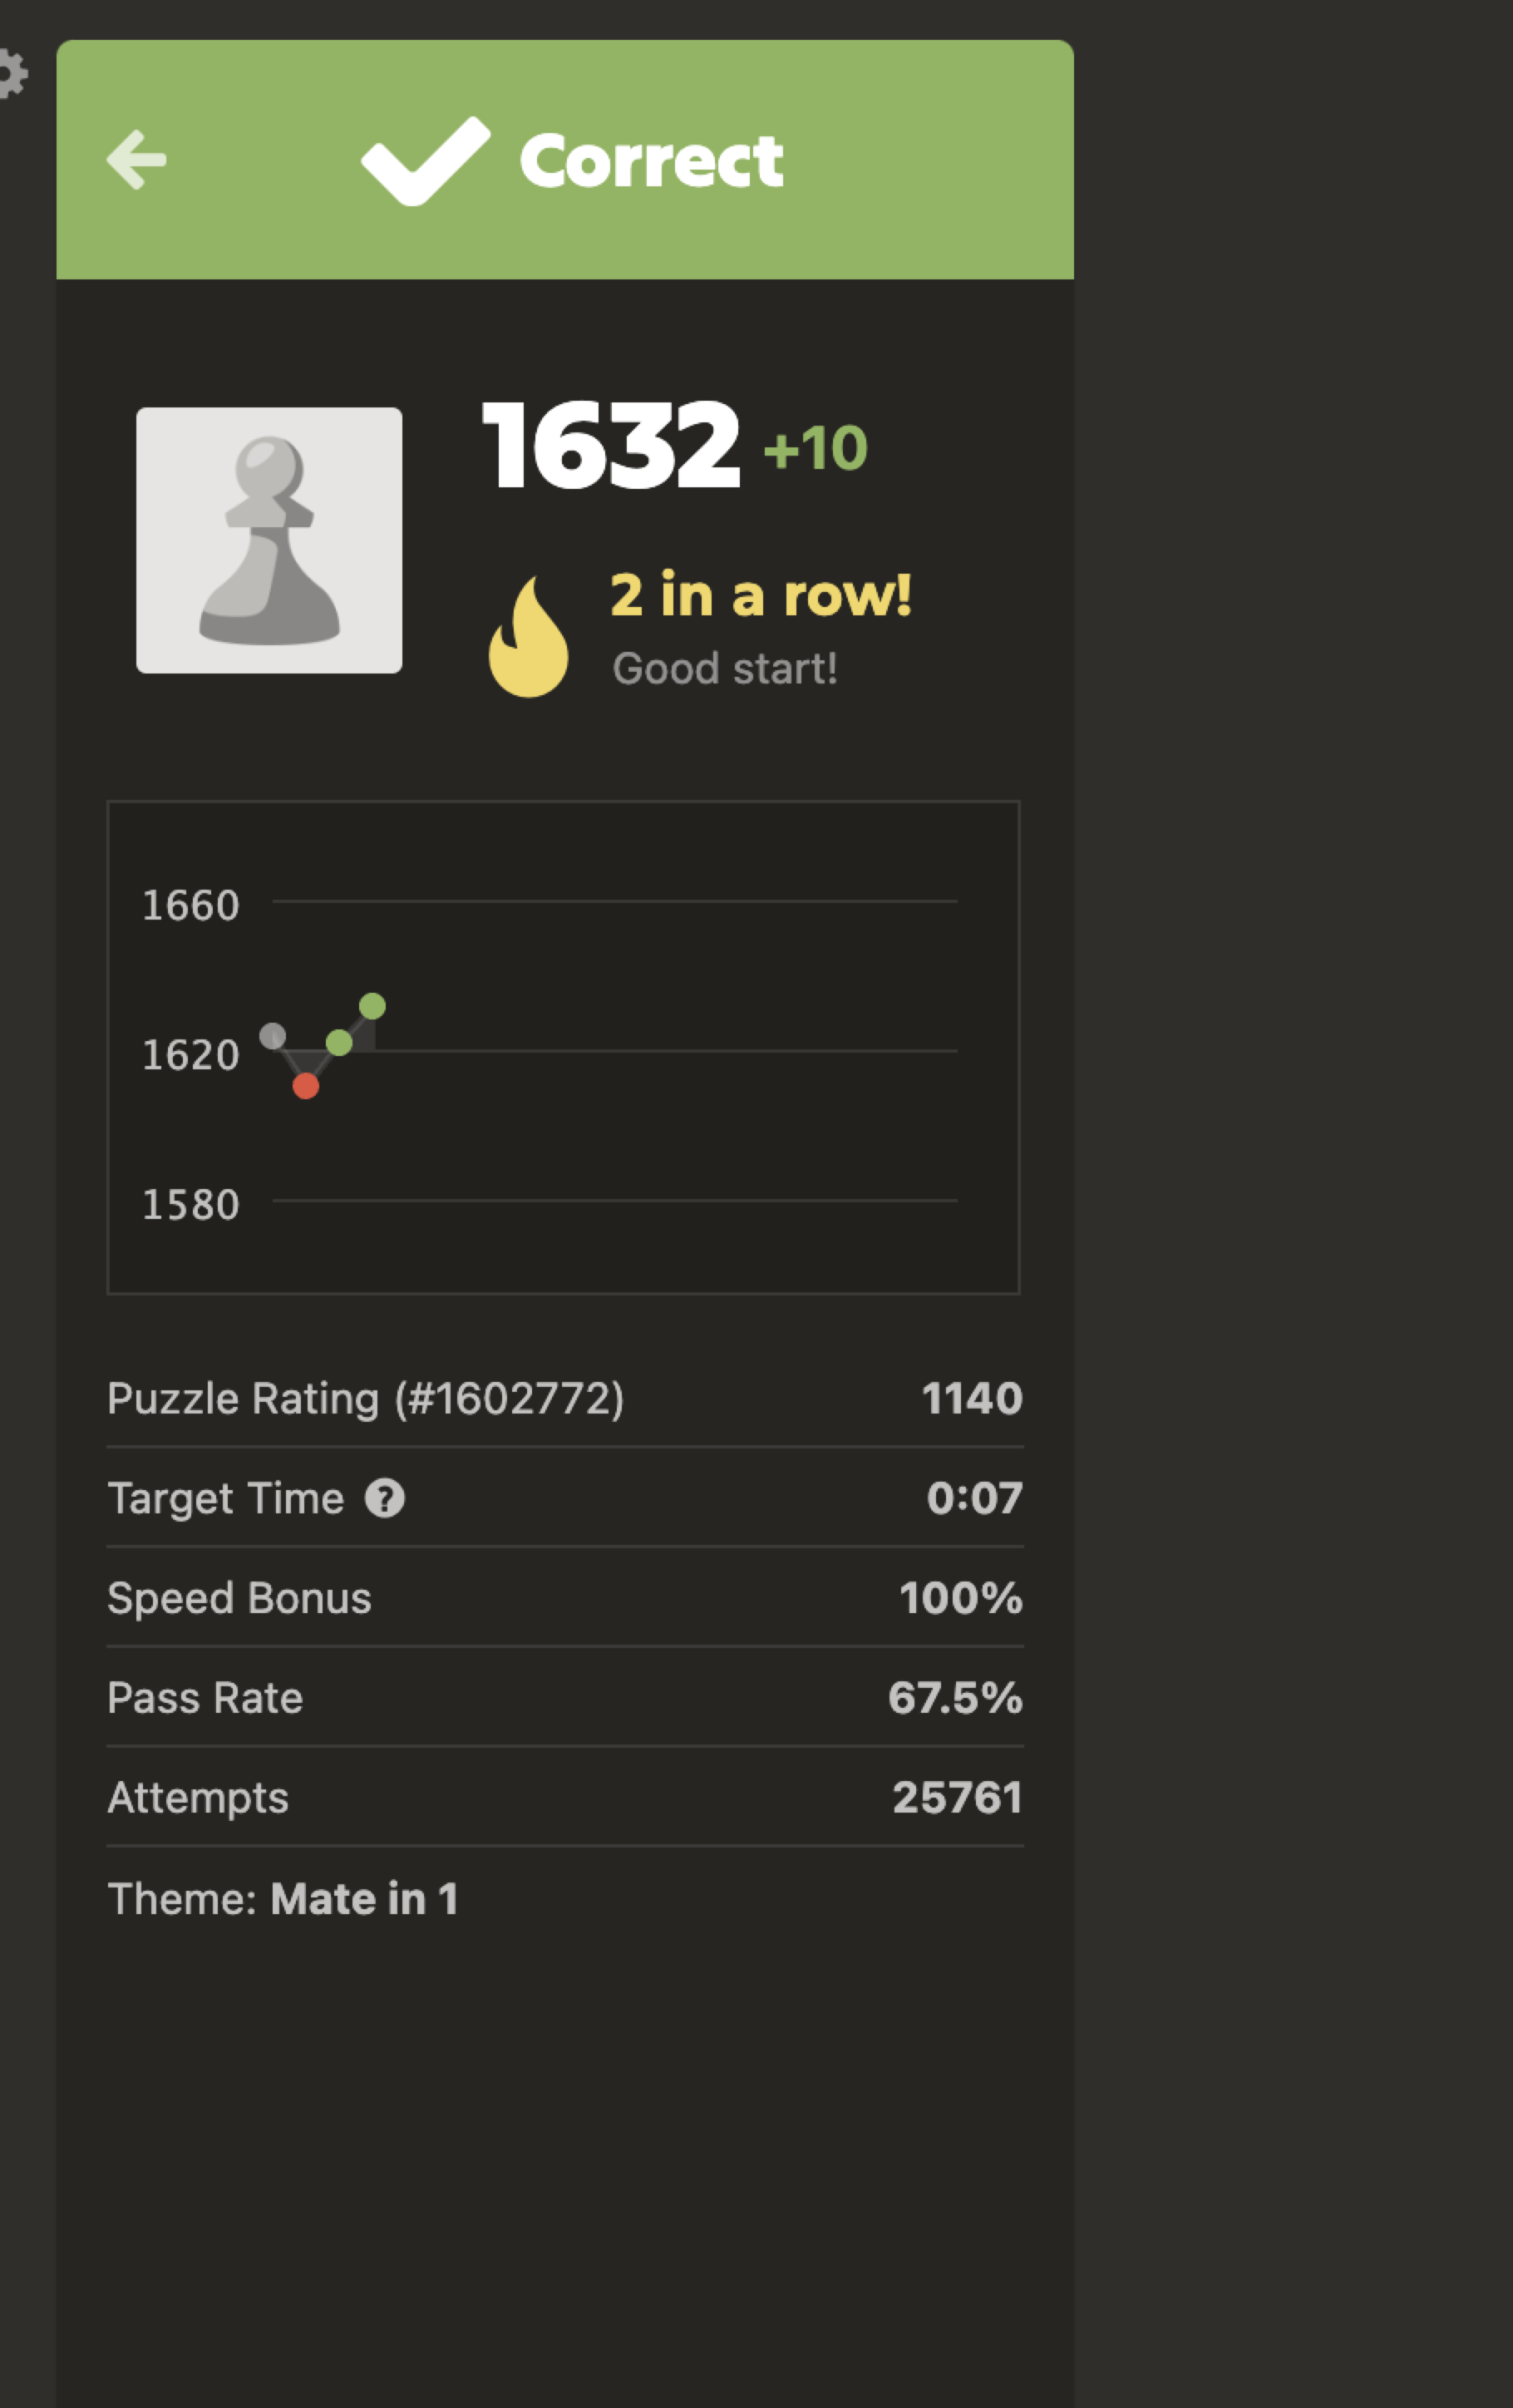 Correct
1632 +10
2 in a row!
Good start!
1660
1620
1580
Puzzle Rating (#1602772) 1140
Target Time ? 0:07
Speed Bonus 100%
Pass Rate 67.5%
Attempts 25761
Theme: Mate in 1